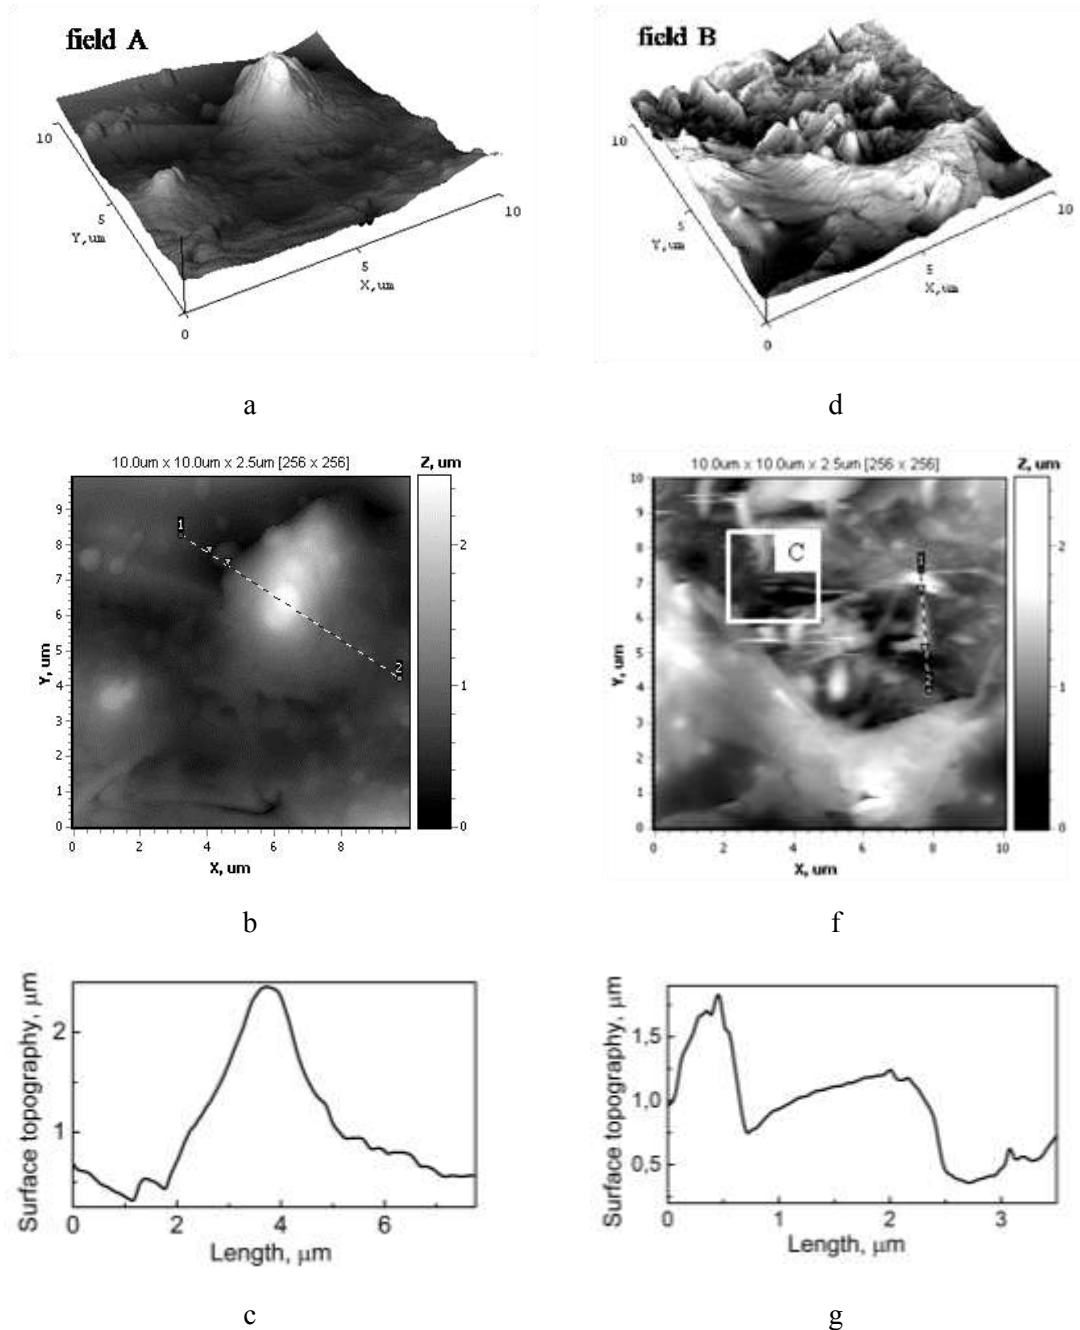 field A
10
5
Y,um
0
5
X,um
10
a
field B
10
5
Y,um
0
5
X,um
10
d
10.0um x 10.0um x 2.5um [256 x 256]
Z, um
9
8
7
6
5
4
3
2
1
0
Y, um
0 2 4 6 8
X, um
1
2
2
1
0
b
10.0um x 10.0um x 2.5um [256 x 256]
Z, um
10
9
8
7
6
5
4
3
2
1
0
Y, um
0 2 4 6 8 10
X, um
C
1
2
2
1
0
f
Surface topography, μm
2
1
0 2 4 6
Length, μm
c
Surface topography, μm
1,5
1,0
0,5
0 1 2 3
Length, μm
g